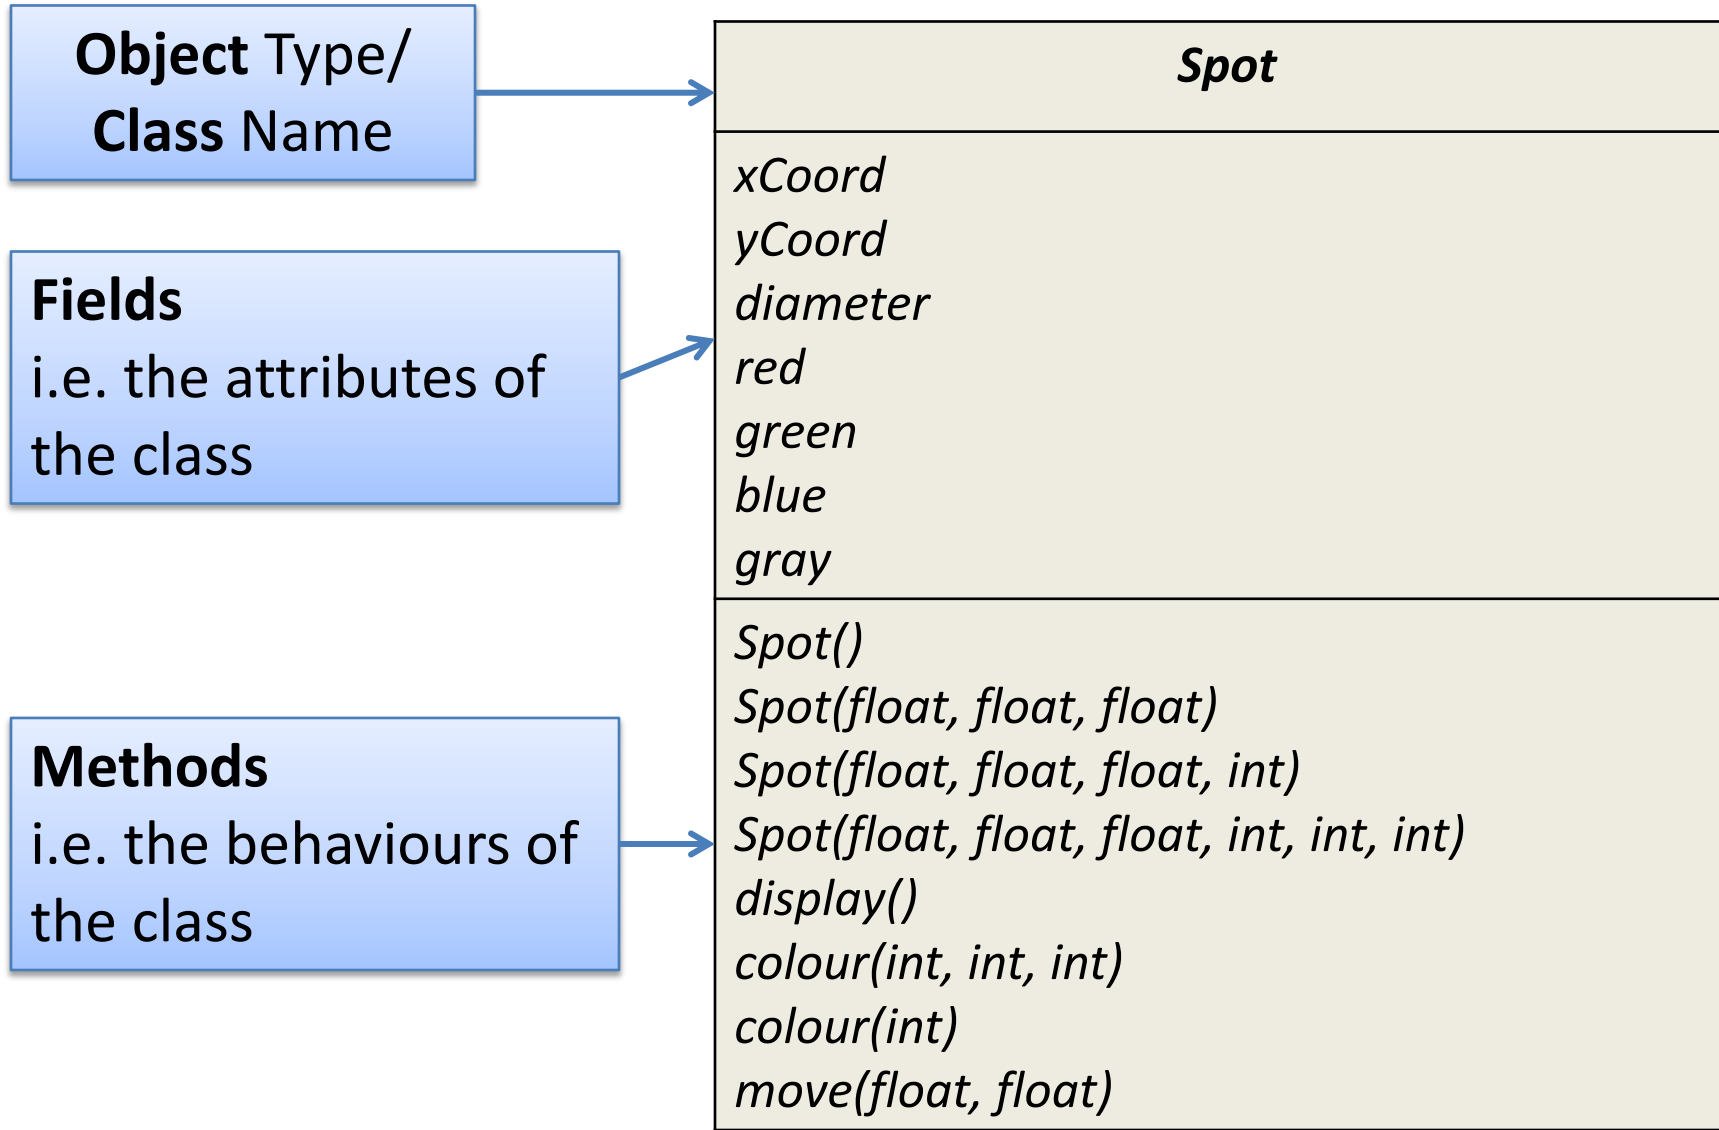 Object Type/
Class Name
Fields
i.e. the attributes of
the class
Methods
i.e. the behaviours of
the class
Spot
xCoord
yCoord
diameter
red
green
blue
gray
Spot()
Spot(float, float, float)
Spot(float, float, float, int)
Spot(float, float, float, int, int, int)
display()
colour(int, int, int)
colour(int)
move(float, float)